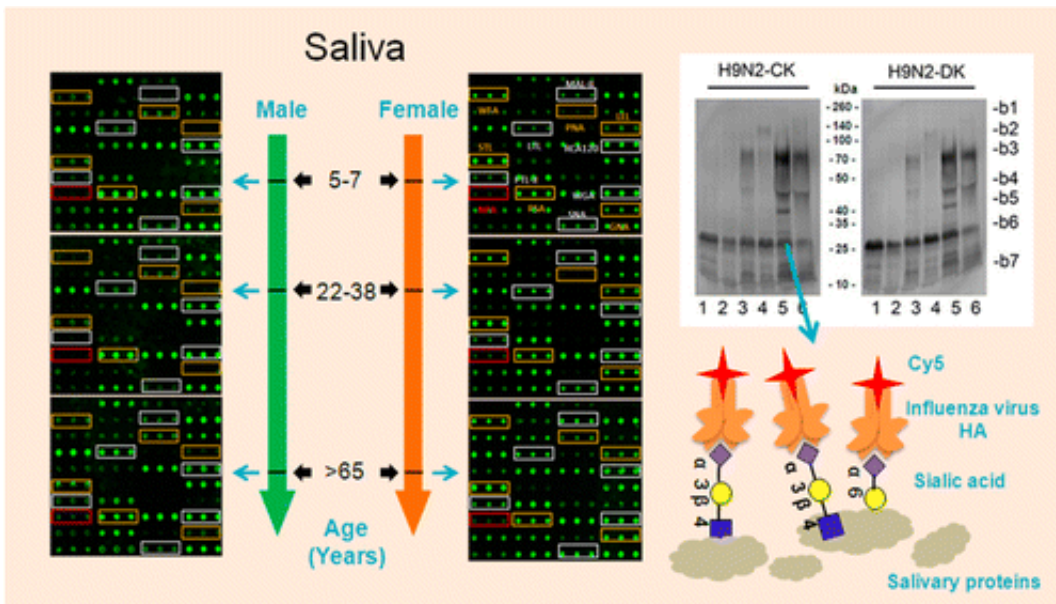 Saliva
Male
Female
5-7
22-38
>65
Age
(Years)
MAL-II
WFA
PNA
STL
LTL
RCA120
PTL-II
WGA
PSA
SNA
GNA
H9N2-CK
H9N2-DK
kDa
- 260 -
- 140 -
- 100 -
- 70 -
- 50 -
- 40 -
- 35 -
- 25 -
- 15 -
- 10 -
-b1
-b2
-b3
-b4
-b5
-b6
-b7
1 2 3 4 5 6
1 2 3 4 5 6
Cy5
Influenza virus
HA
Sialic acid
α 3 β 4
α 3 β 4
α 6
Salivary proteins